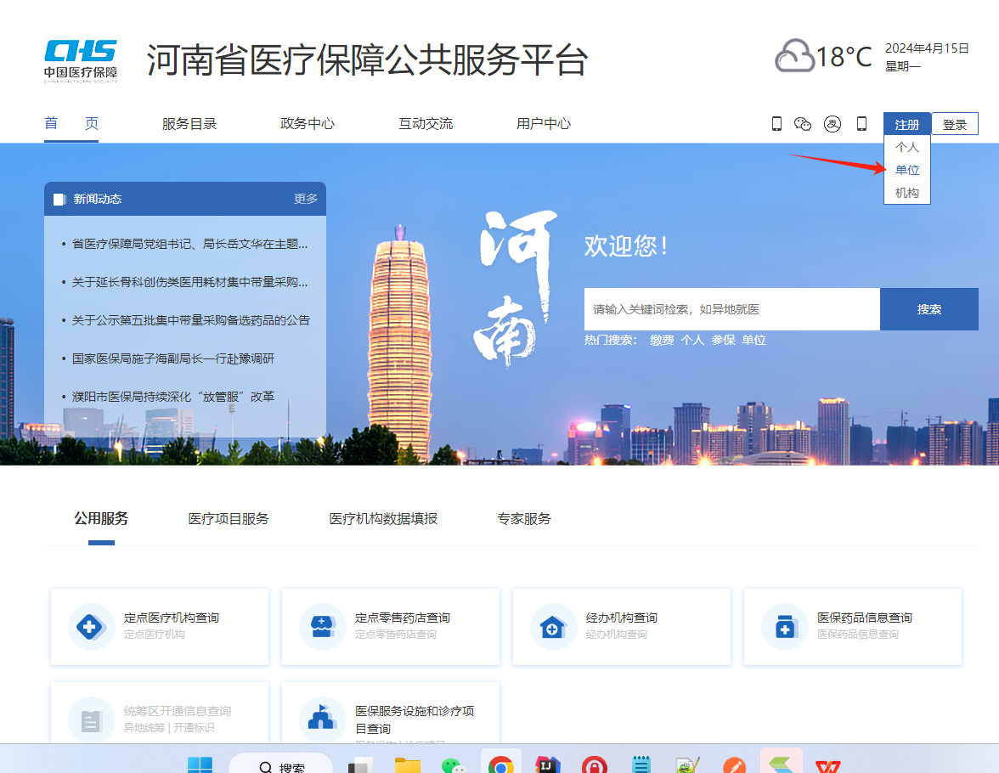 CHS
中国医疗保障
CHINA HEALTHCARE SECURITY
河南省医疗保障公共服务平台
18°C
2024年4月15日
星期一
首 页
服务目录
政务中心
互动交流
用户中心
注册
登录
个人
单位
机构
新闻动态
更多
• 省医疗保障局党组书记、局长岳文华在主题...
• 关于延长骨科创伤类医用耗材集中带量采购...
• 关于公示第五批集中带量采购备选药品的公告
• 国家医保局施子海副局长一行赴豫调研
• 濮阳市医保局持续深化“放管服”改革
河南
欢迎您！
请输入关键词检索，如异地就医
搜索
热门搜索： 缴费 个人 参保 单位
公用服务
医疗项目服务
医疗机构数据填报
专家服务
定点医疗机构查询
定点医疗机构
定点零售药店查询
定点零售药店查询
经办机构查询
经办机构查询
医保药品信息查询
医保药品信息查询
统筹区开通信息查询
异地统筹 | 开通标识
医保服务设施和诊疗项
目查询
搜索